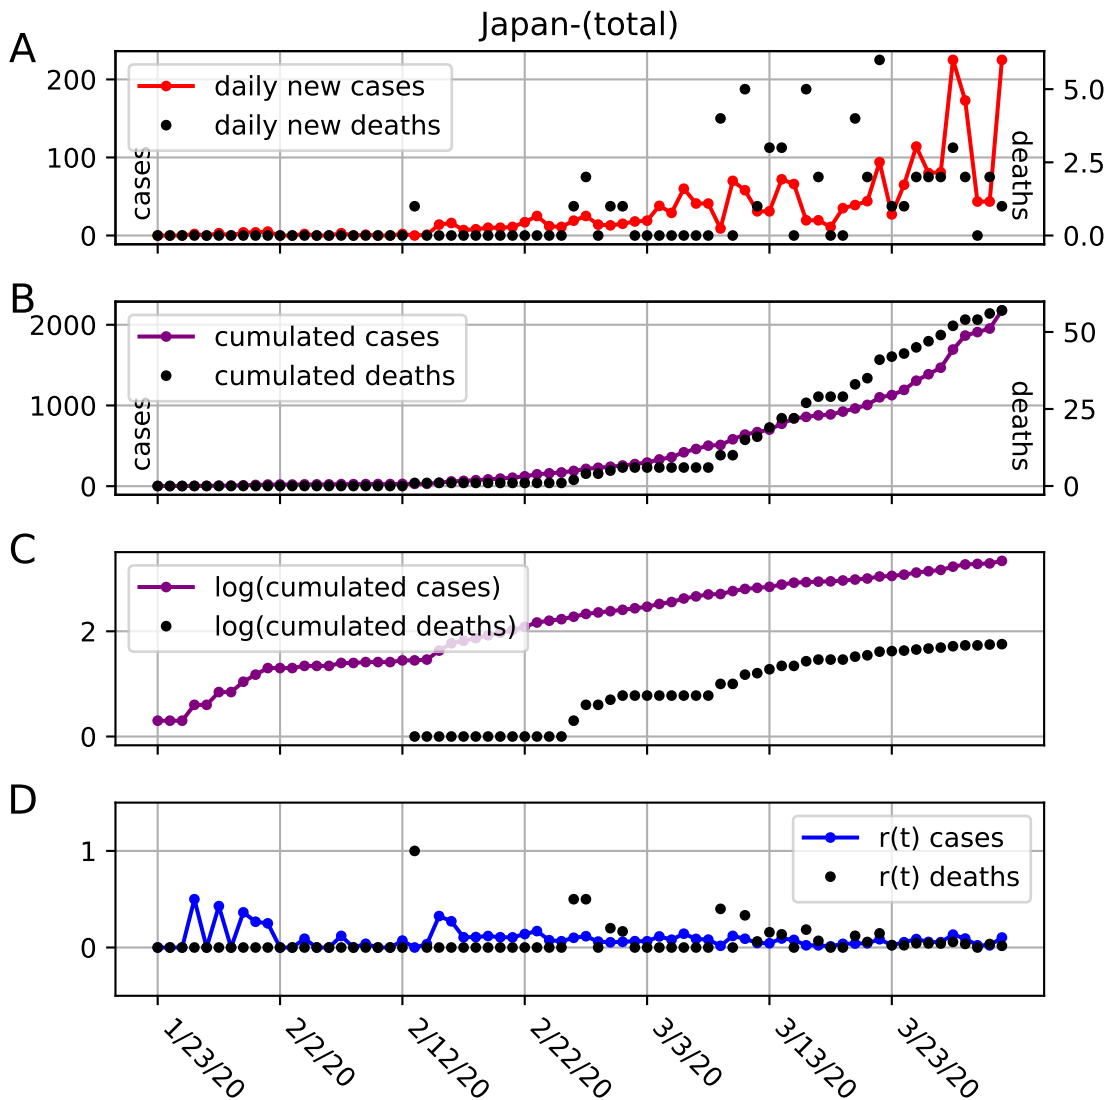 Japan-(total)
A
200
100
0
cases
daily new cases
daily new deaths
5.0
2.5
0.0
deaths
B
2000
1000
0
cases
cumulated cases
cumulated deaths
50
25
0
deaths
C
2
0
log(cumulated cases)
log(cumulated deaths)
D
1
0
r(t) cases
r(t) deaths
1/23/20
2/2/20
2/12/20
2/22/20
3/3/20
3/13/20
3/23/20